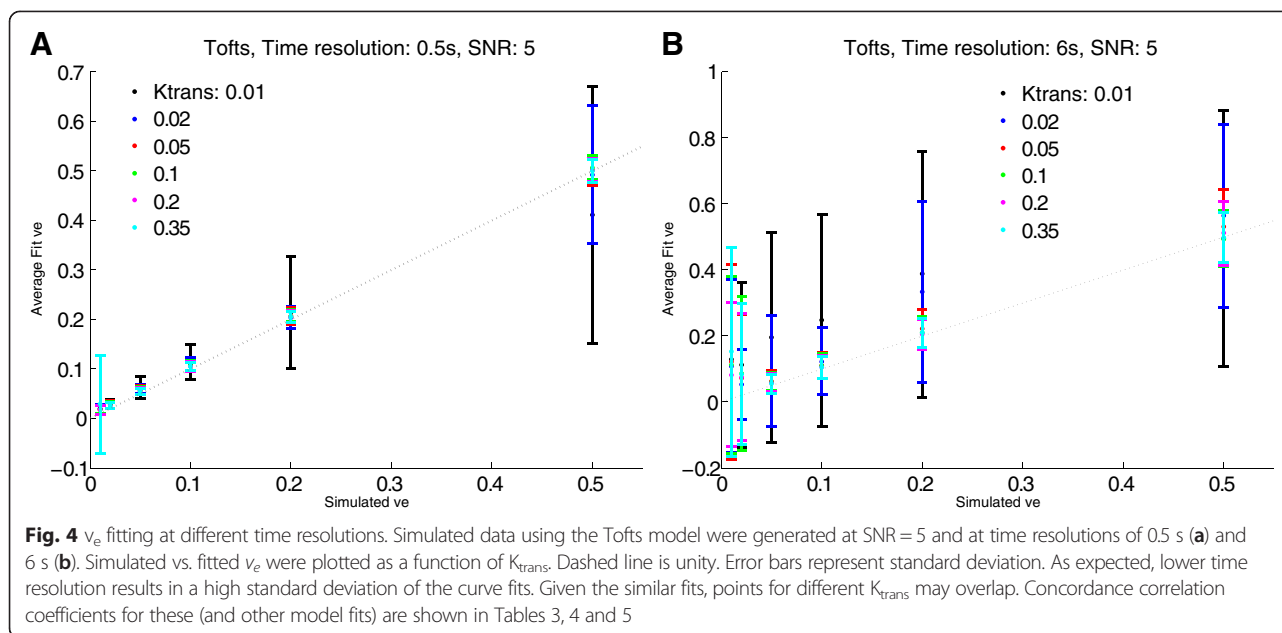 A
Tofts, Time resolution: 0.5s, SNR: 5
0.7
0.6
0.5
0.4
0.3
0.2
0.1
0
−0.1
Average Fit ve
Ktrans: 0.01
0.02
0.05
0.1
0.2
0.35
0 0.1 0.2 0.3 0.4 0.5
Simulated ve
B
Tofts, Time resolution: 6s, SNR: 5
1
0.8
0.6
0.4
0.2
0
−0.2
Average Fit ve
Ktrans: 0.01
0.02
0.05
0.1
0.2
0.35
0 0.1 0.2 0.3 0.4 0.5
Simulated ve
Fig. 4 ve fitting at different time resolutions. Simulated data using the Tofts model were generated at SNR = 5 and at time resolutions of 0.5 s (a) and
6 s (b). Simulated vs. fitted ve were plotted as a function of Ktrans. Dashed line is unity. Error bars represent standard deviation. As expected, lower time
resolution results in a high standard deviation of the curve fits. Given the similar fits, points for different Ktrans may overlap. Concordance correlation
coefficients for these (and other model fits) are shown in Tables 3, 4 and 5